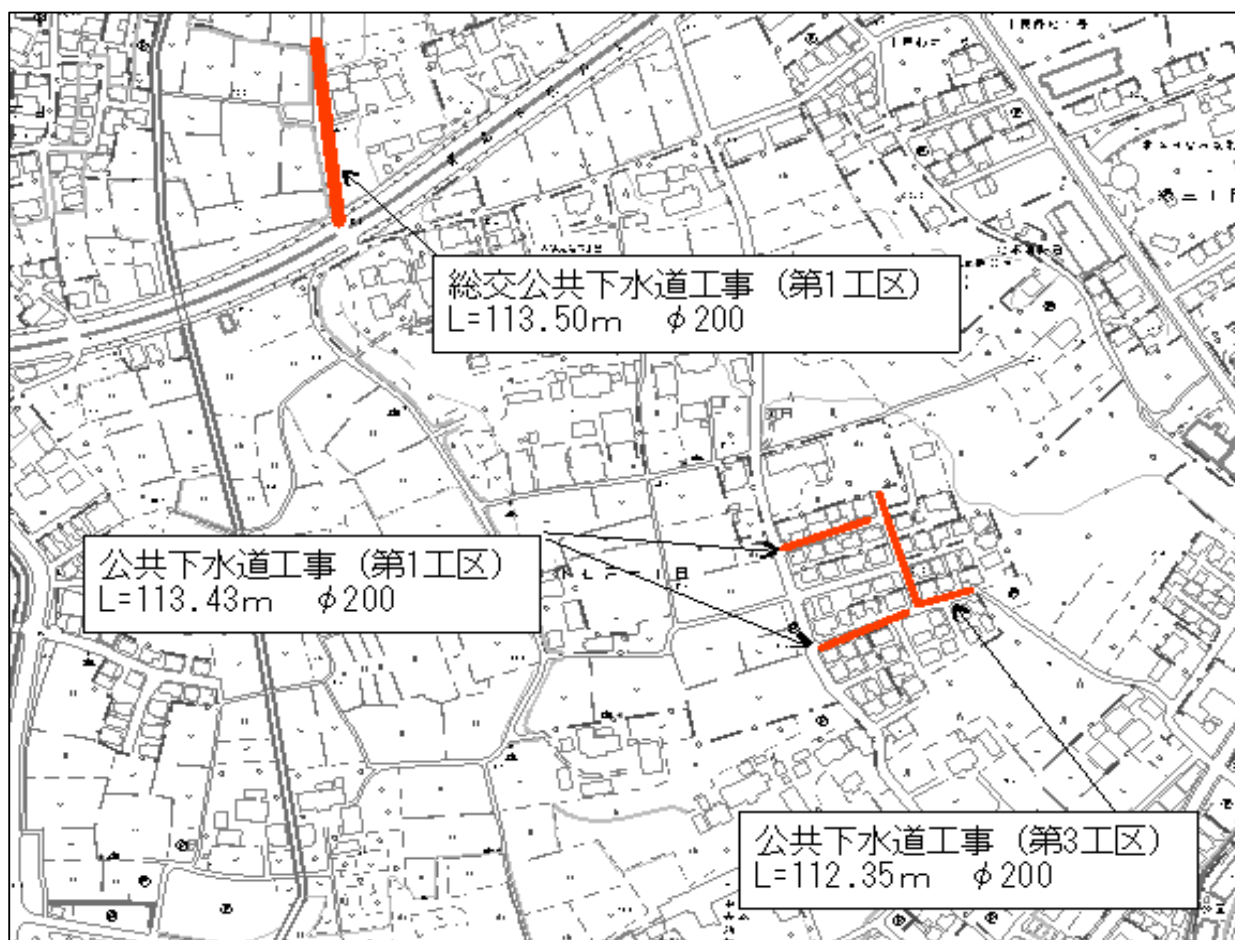 総交公共下水道工事（第1工区）
L=113.50m φ200
公共下水道工事（第1工区）
L=113.43m φ200
公共下水道工事（第3工区）
L=112.35m φ200